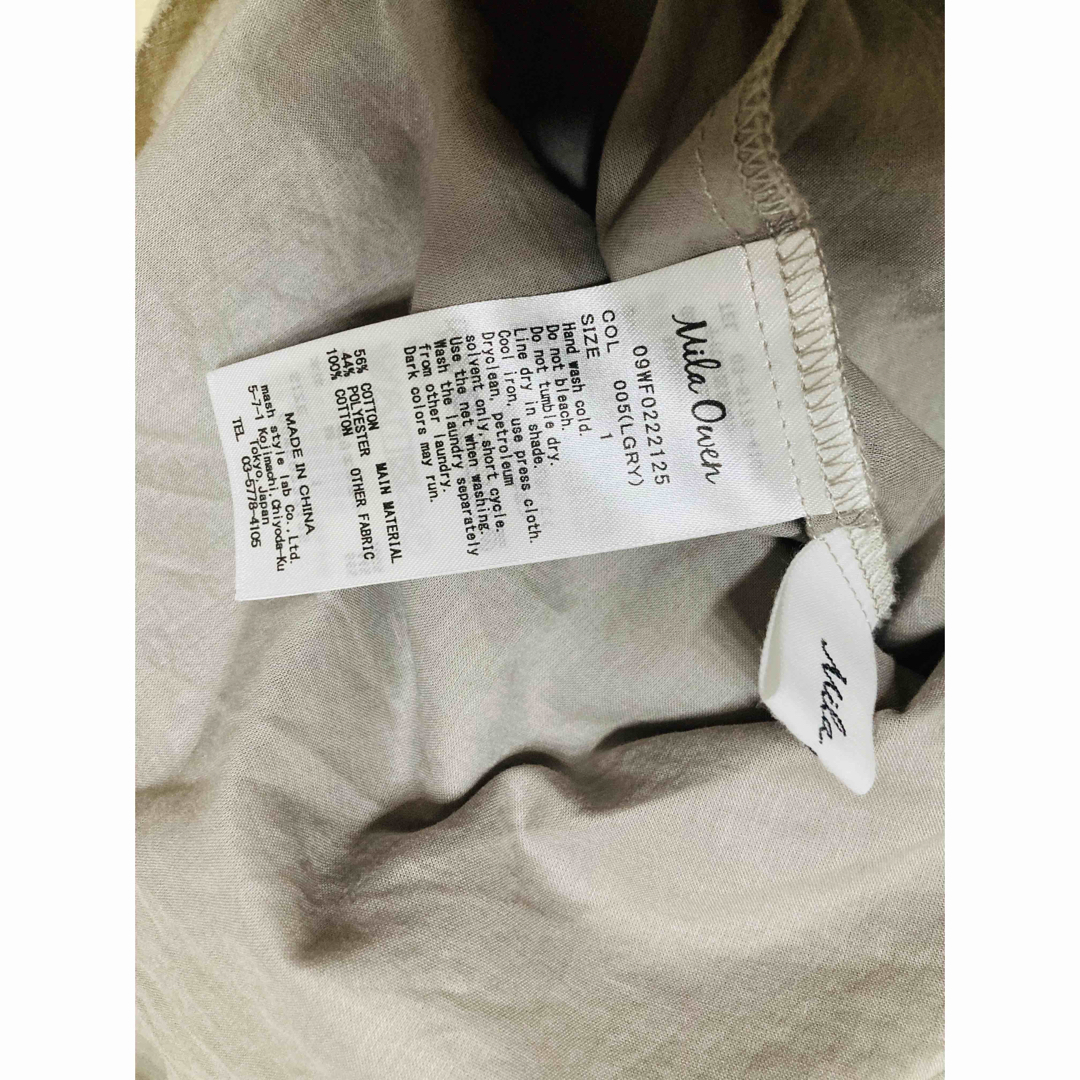 Mila Owen
09WF0222125
COL 005(LGRY)
SIZE 1
Hand wash cold.
Do not bleach.
Do not tumble dry.
Line dry in shade.
Cool iron, use press cloth.
Dryclean, petroleum
solvent only, short cycle.
Use the net when washing.
Wash the laundry separately
from other laundry.
Dark colors may run.
MAIN MATERIAL
56% COTTON
44% POLYESTER
OTHER FABRIC
100% COTTON
MADE IN CHINA
mash style lab Co., Ltd.
5-7-1 Kojimachi, Chiyoda-Ku
Tokyo, Japan
TEL 03-5778-4105
Mila